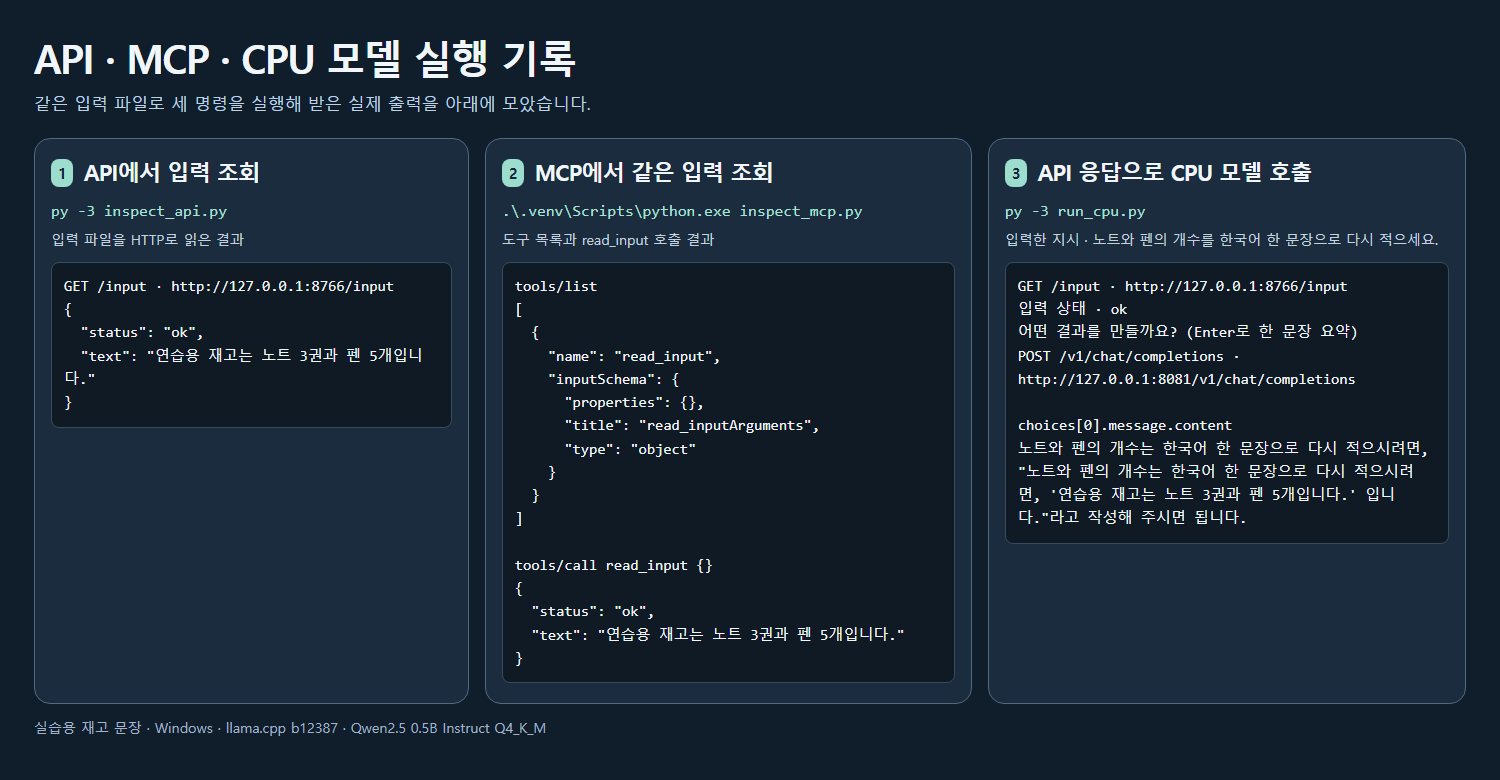 API · MCP · CPU 모델 실행 기록
같은 입력 파일로 세 명령을 실행해 받은 실제 출력을 아래에 모았습니다.
1 API에서 입력 조회
py -3 inspect_api.py
입력 파일을 HTTP로 읽은 결과
GET /input · http://127.0.0.1:8766/input
{
  "status": "ok",
  "text": "연습용 재고는 노트 3권과 펜 5개입니
다."
}
2 MCP에서 같은 입력 조회
.\.venv\Scripts\python.exe inspect_mcp.py
도구 목록과 read_input 호출 결과
tools/list
[
  {
    "name": "read_input",
    "inputSchema": {
      "properties": {},
      "title": "read_inputArguments",
      "type": "object"
    }
  }
]
tools/call read_input {}
{
  "status": "ok",
  "text": "연습용 재고는 노트 3권과 펜 5개입니다."
}
3 API 응답으로 CPU 모델 호출
py -3 run_cpu.py
입력한 지시 · 노트와 펜의 개수를 한국어 한 문장으로 다시 적으세요.
GET /input · http://127.0.0.1:8766/input
입력 상태 · ok
어떤 결과를 만들까요? (Enter로 한 문장 요약)
POST /v1/chat/completions ·
http://127.0.0.1:8081/v1/chat/completions
choices[0].message.content
노트와 펜의 개수는 한국어 한 문장으로 다시 적으시려면,
"노트와 펜의 개수는 한국어 한 문장으로 다시 적으시려
면, '연습용 재고는 노트 3권과 펜 5개입니다.' 입니
다."라고 작성해 주시면 됩니다.
실습용 재고 문장 · Windows · llama.cpp b12387 · Qwen2.5 0.5B Instruct Q4_K_M